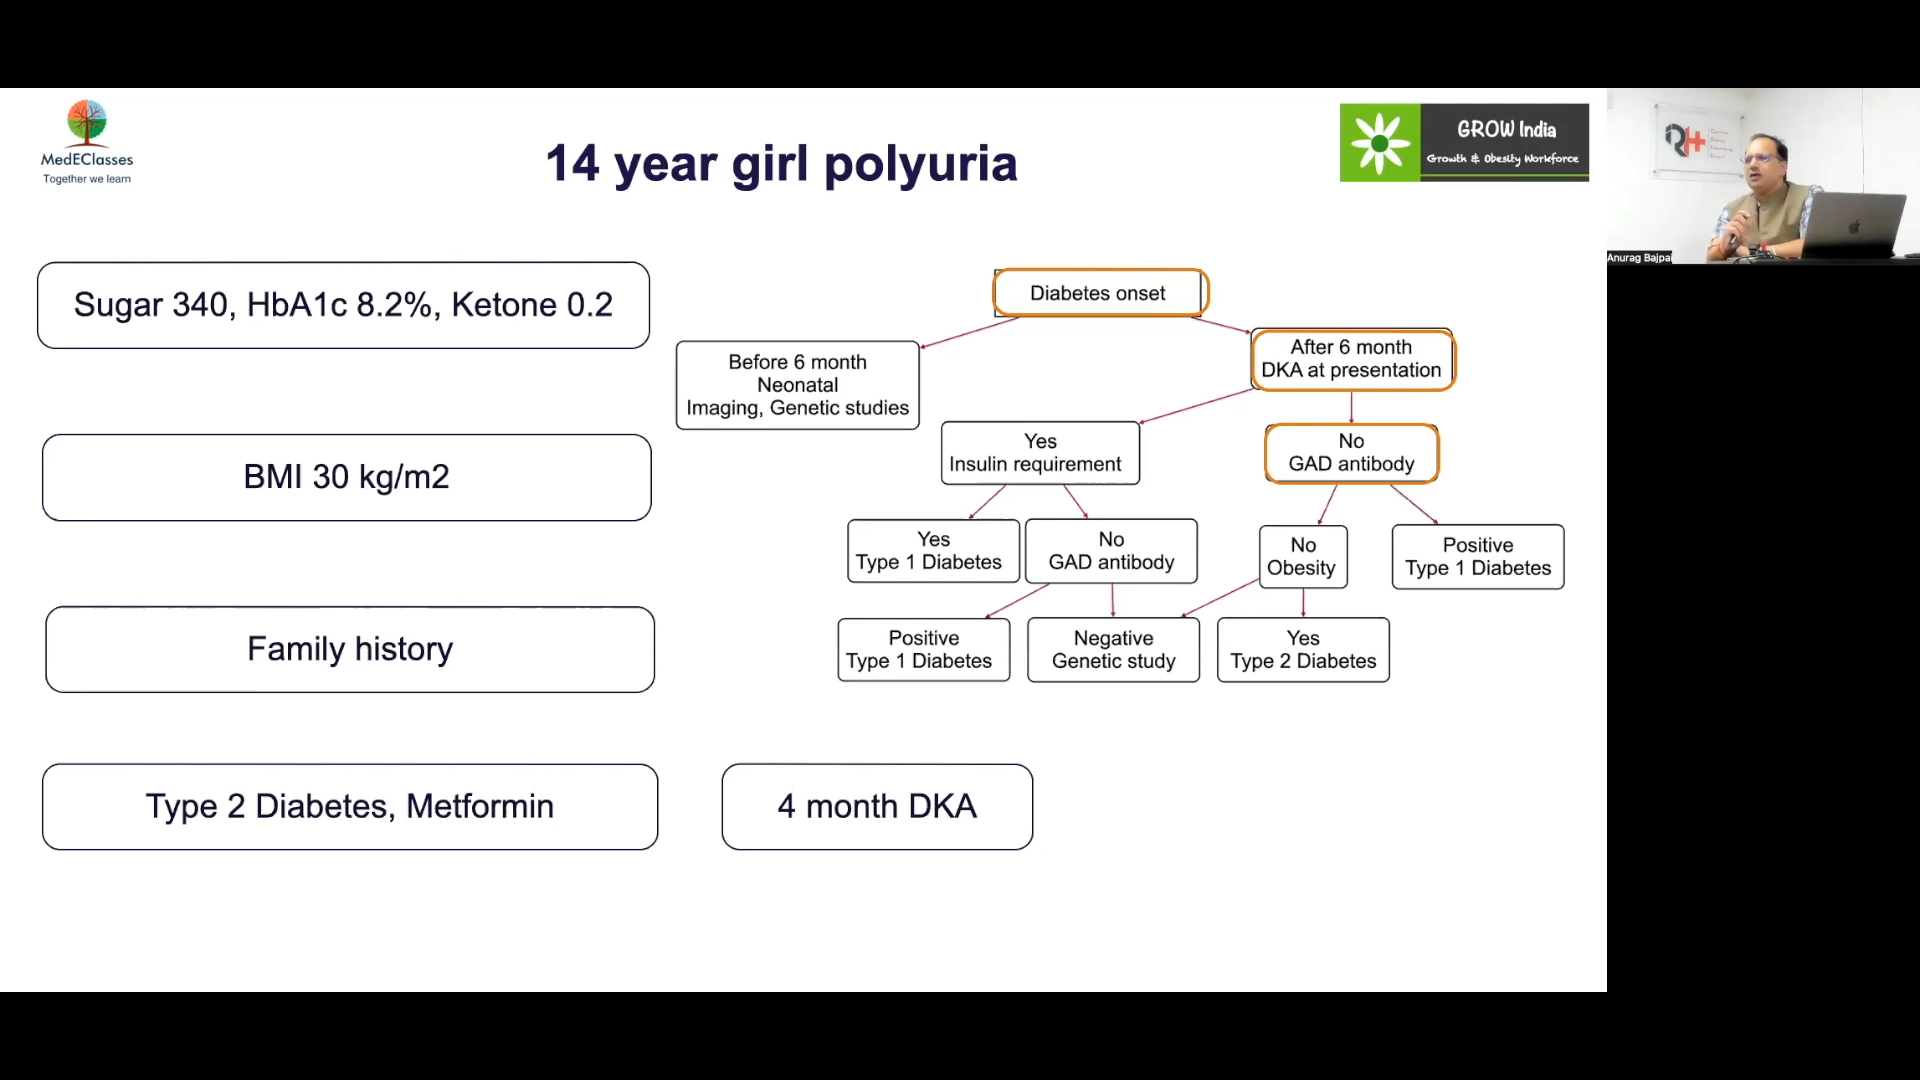 MedEClasses
Together we learn
14 year girl polyuria
GROW India
Growth & Obesity Workforce
Anurag Bajpai
Sugar 340, HbA1c 8.2%, Ketone 0.2
BMI 30 kg/m2
Family history
Type 2 Diabetes, Metformin
4 month DKA
Diabetes onset
Before 6 month
Neonatal
Imaging, Genetic studies
After 6 month
DKA at presentation
Yes
Insulin requirement
No
GAD antibody
Yes
Type 1 Diabetes
No
GAD antibody
No
Obesity
Positive
Type 1 Diabetes
Positive
Type 1 Diabetes
Negative
Genetic study
Yes
Type 2 Diabetes